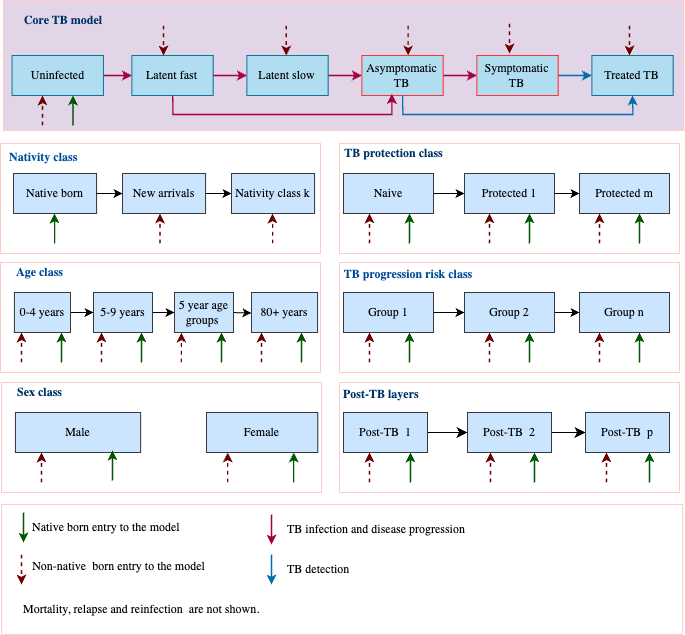 Core TB model
Uninfected
Latent fast
Latent slow
Asymptomatic
TB
Symptomatic
TB
Treated TB
Nativity class
Native born
New arrivals
Nativity class k
TB protection class
Naive
Protected 1
Protected m
Age class
0-4 years
5-9 years
5 year age
groups
80+ years
TB progression risk class
Group 1
Group 2
Group n
Sex class
Male
Female
Post-TB layers
Post-TB 1
Post-TB 2
Post-TB p
Native born entry to the model
TB infection and disease progression
Non-native born entry to the model
TB detection
Mortality, relapse and reinfection are not shown.